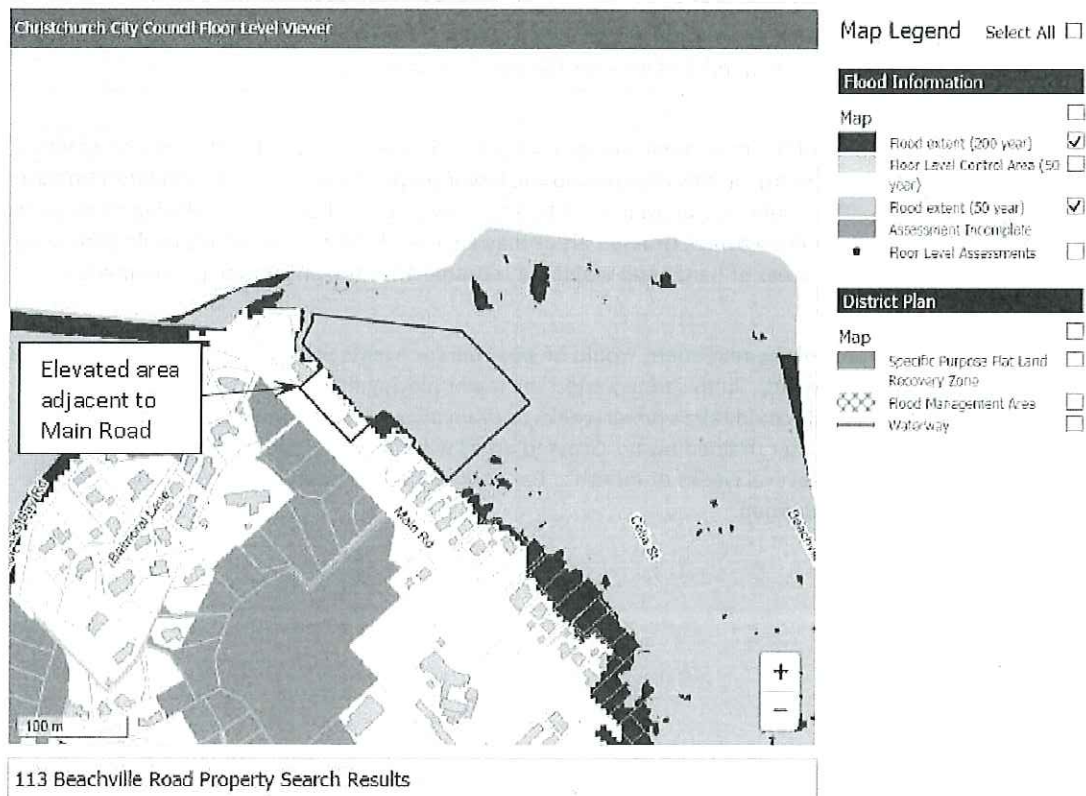 Christchurch City Council Floor Level Viewer
Map Legend Select All
Flood Information
Map
Flood extent (200 year)
Floor Level Control Area (50
year)
Flood extent (50 year)
Assessment Incomplete
Floor Level Assessments
District Plan
Map
Specific Purpose Flat Land
Recovery Zone
Flood Management Area
Waterway
Elevated area
adjacent to
Main Road
Balmoral Lane
Main Rd
Celia St
100 m
+
−
113 Beachville Road Property Search Results